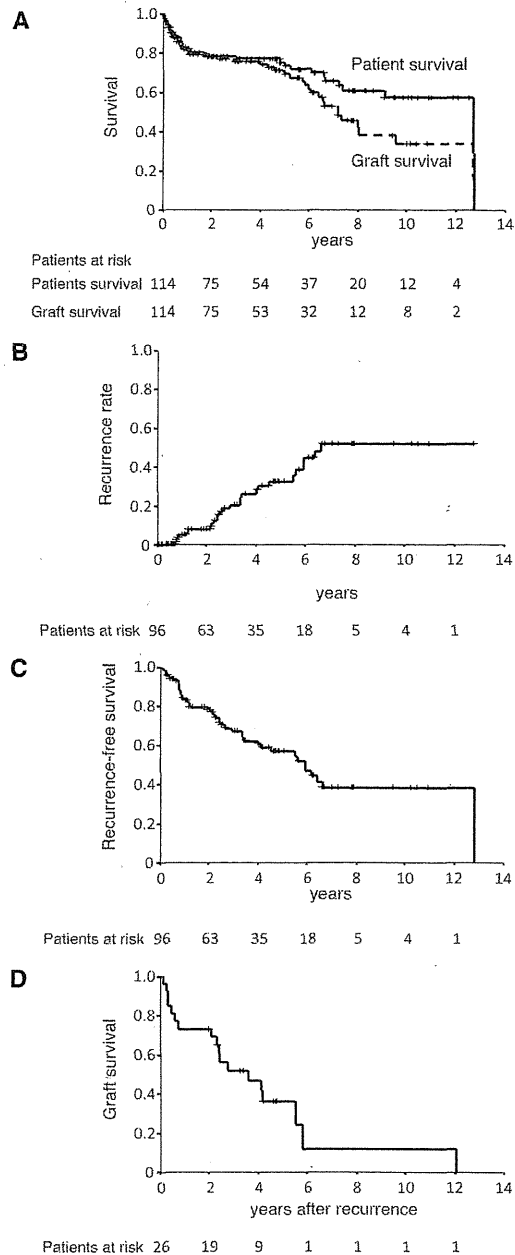 A
1.0
0.8
0.6
0.4
0.2
0
Survival
Patient survival
Graft survival
0 2 4 6 8 10 12 14
years
Patients at risk
Patients survival 114 75 54 37 20 12 4
Graft survival 114 75 53 32 12 8 2
B
1.0
0.8
0.6
0.4
0.2
0
Recurrence rate
0 2 4 6 8 10 12 14
years
Patients at risk 96 63 35 18 5 4 1
C
1.0
0.8
0.6
0.4
0.2
0
Recurrence-free survival
0 2 4 6 8 10 12 14
years
Patients at risk 96 63 35 18 5 4 1
D
1.0
0.8
0.6
0.4
0.2
0
Graft survival
0 2 4 6 8 10 12 14
years after recurrence
Patients at risk 26 19 9 1 1 1 1